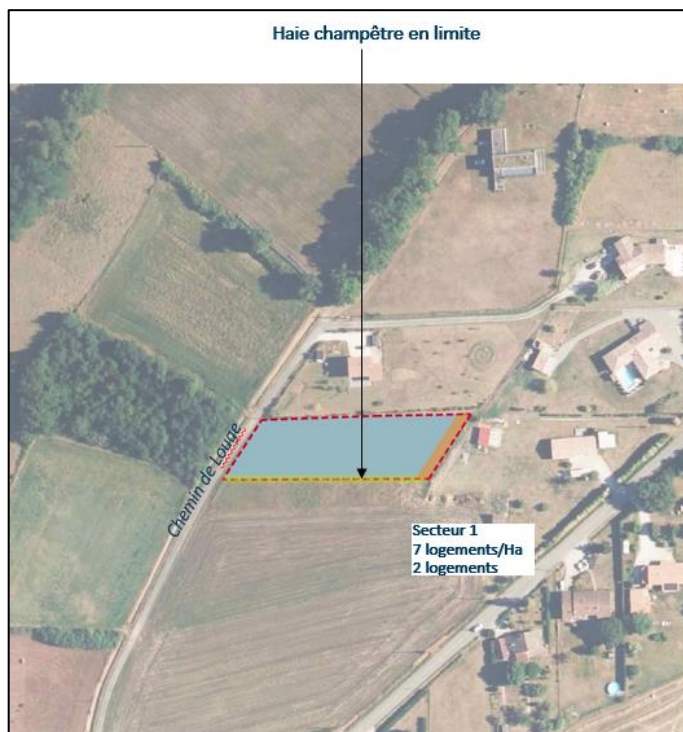 Haie champêtre en limite
Chemin de Louge
Secteur 1
7 logements/Ha
2 logements